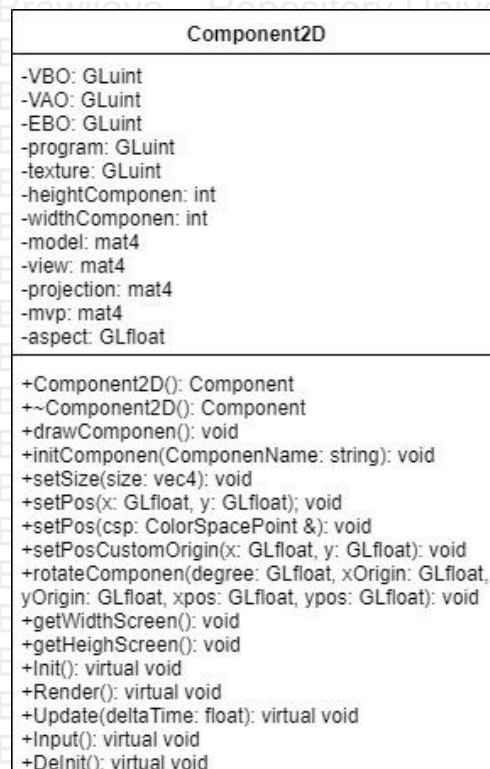 Brawijaya Repository Unive
Component2D
-VBO: GLuint
-VAO: GLuint
-EBO: GLuint
-program: GLuint
-texture: GLuint
-heightComponen: int
-widthComponen: int
-model: mat4
-view: mat4
-projection: mat4
-mvp: mat4
-aspect: GLfloat
+Component2D(): Component
+~Component2D(): Component
+drawComponen(): void
+initComponen(ComponenName: string): void
+setSize(size: vec4): void
+setPos(x: GLfloat, y: GLfloat); void
+setPos(csp: ColorSpacePoint &): void
+setPosCustomOrigin(x: GLfloat, y: GLfloat): void
+rotateComponen(degree: GLfloat, xOrigin: GLfloat,
yOrigin: GLfloat, xpos: GLfloat, ypos: GLfloat): void
+getWidthScreen(): void
+getHeighScreen(): void
+Init(): virtual void
+Render(): virtual void
+Update(deltaTime: float): virtual void
+Input(): virtual void
+DeInit(): virtual void